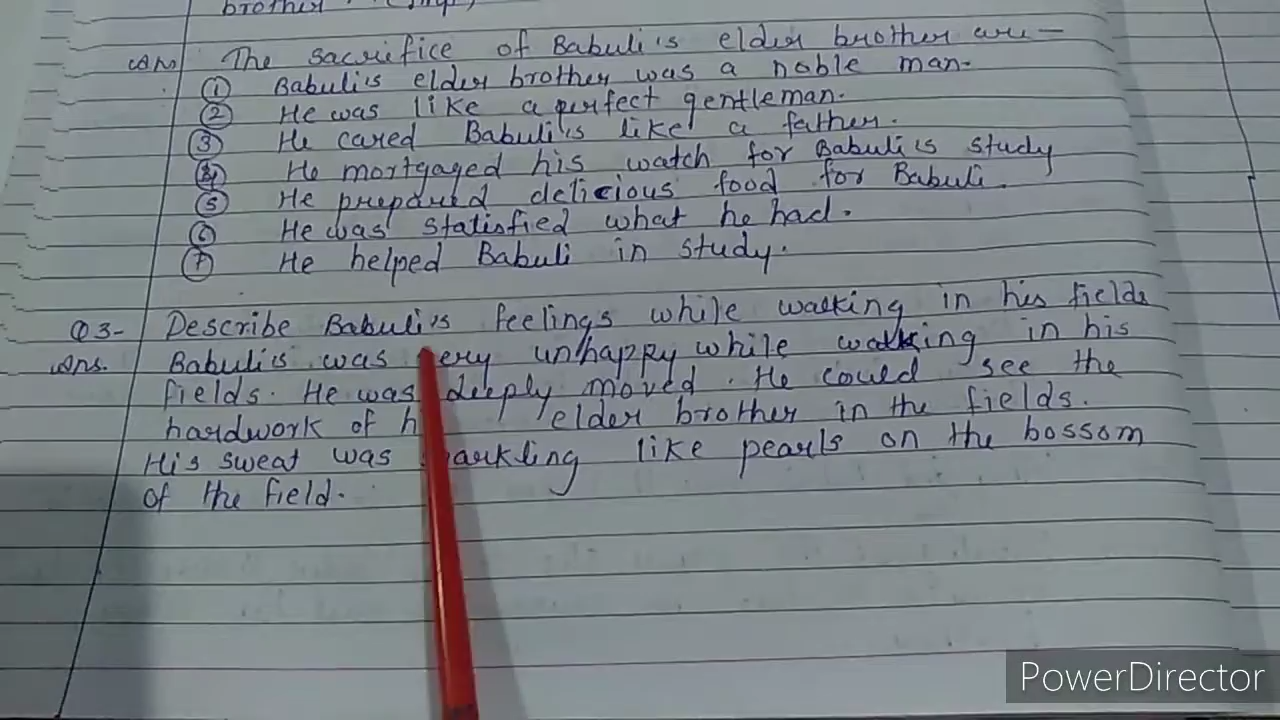 brother
Ans The sacrifice of Babuli's elder brother are—
① Babuli's elder brother was a noble man.
② He was like a perfect gentleman.
③ He cared Babuli's like a father.
④ He mortgaged his watch for Babuli's study
⑤ He prepared delicious food for Babuli.
⑥ He was statisfied what he had.
⑦ He helped Babuli in study.
Q3- Describe Babuli's feelings while walking in his fields
Ans. Babuli's was very unhappy while walking in his
fields. He was deeply moved. He could see the
hardwork of h elder brother in the fields.
His sweat was sparkling like pearls on the bossom
of the field.
PowerDirector